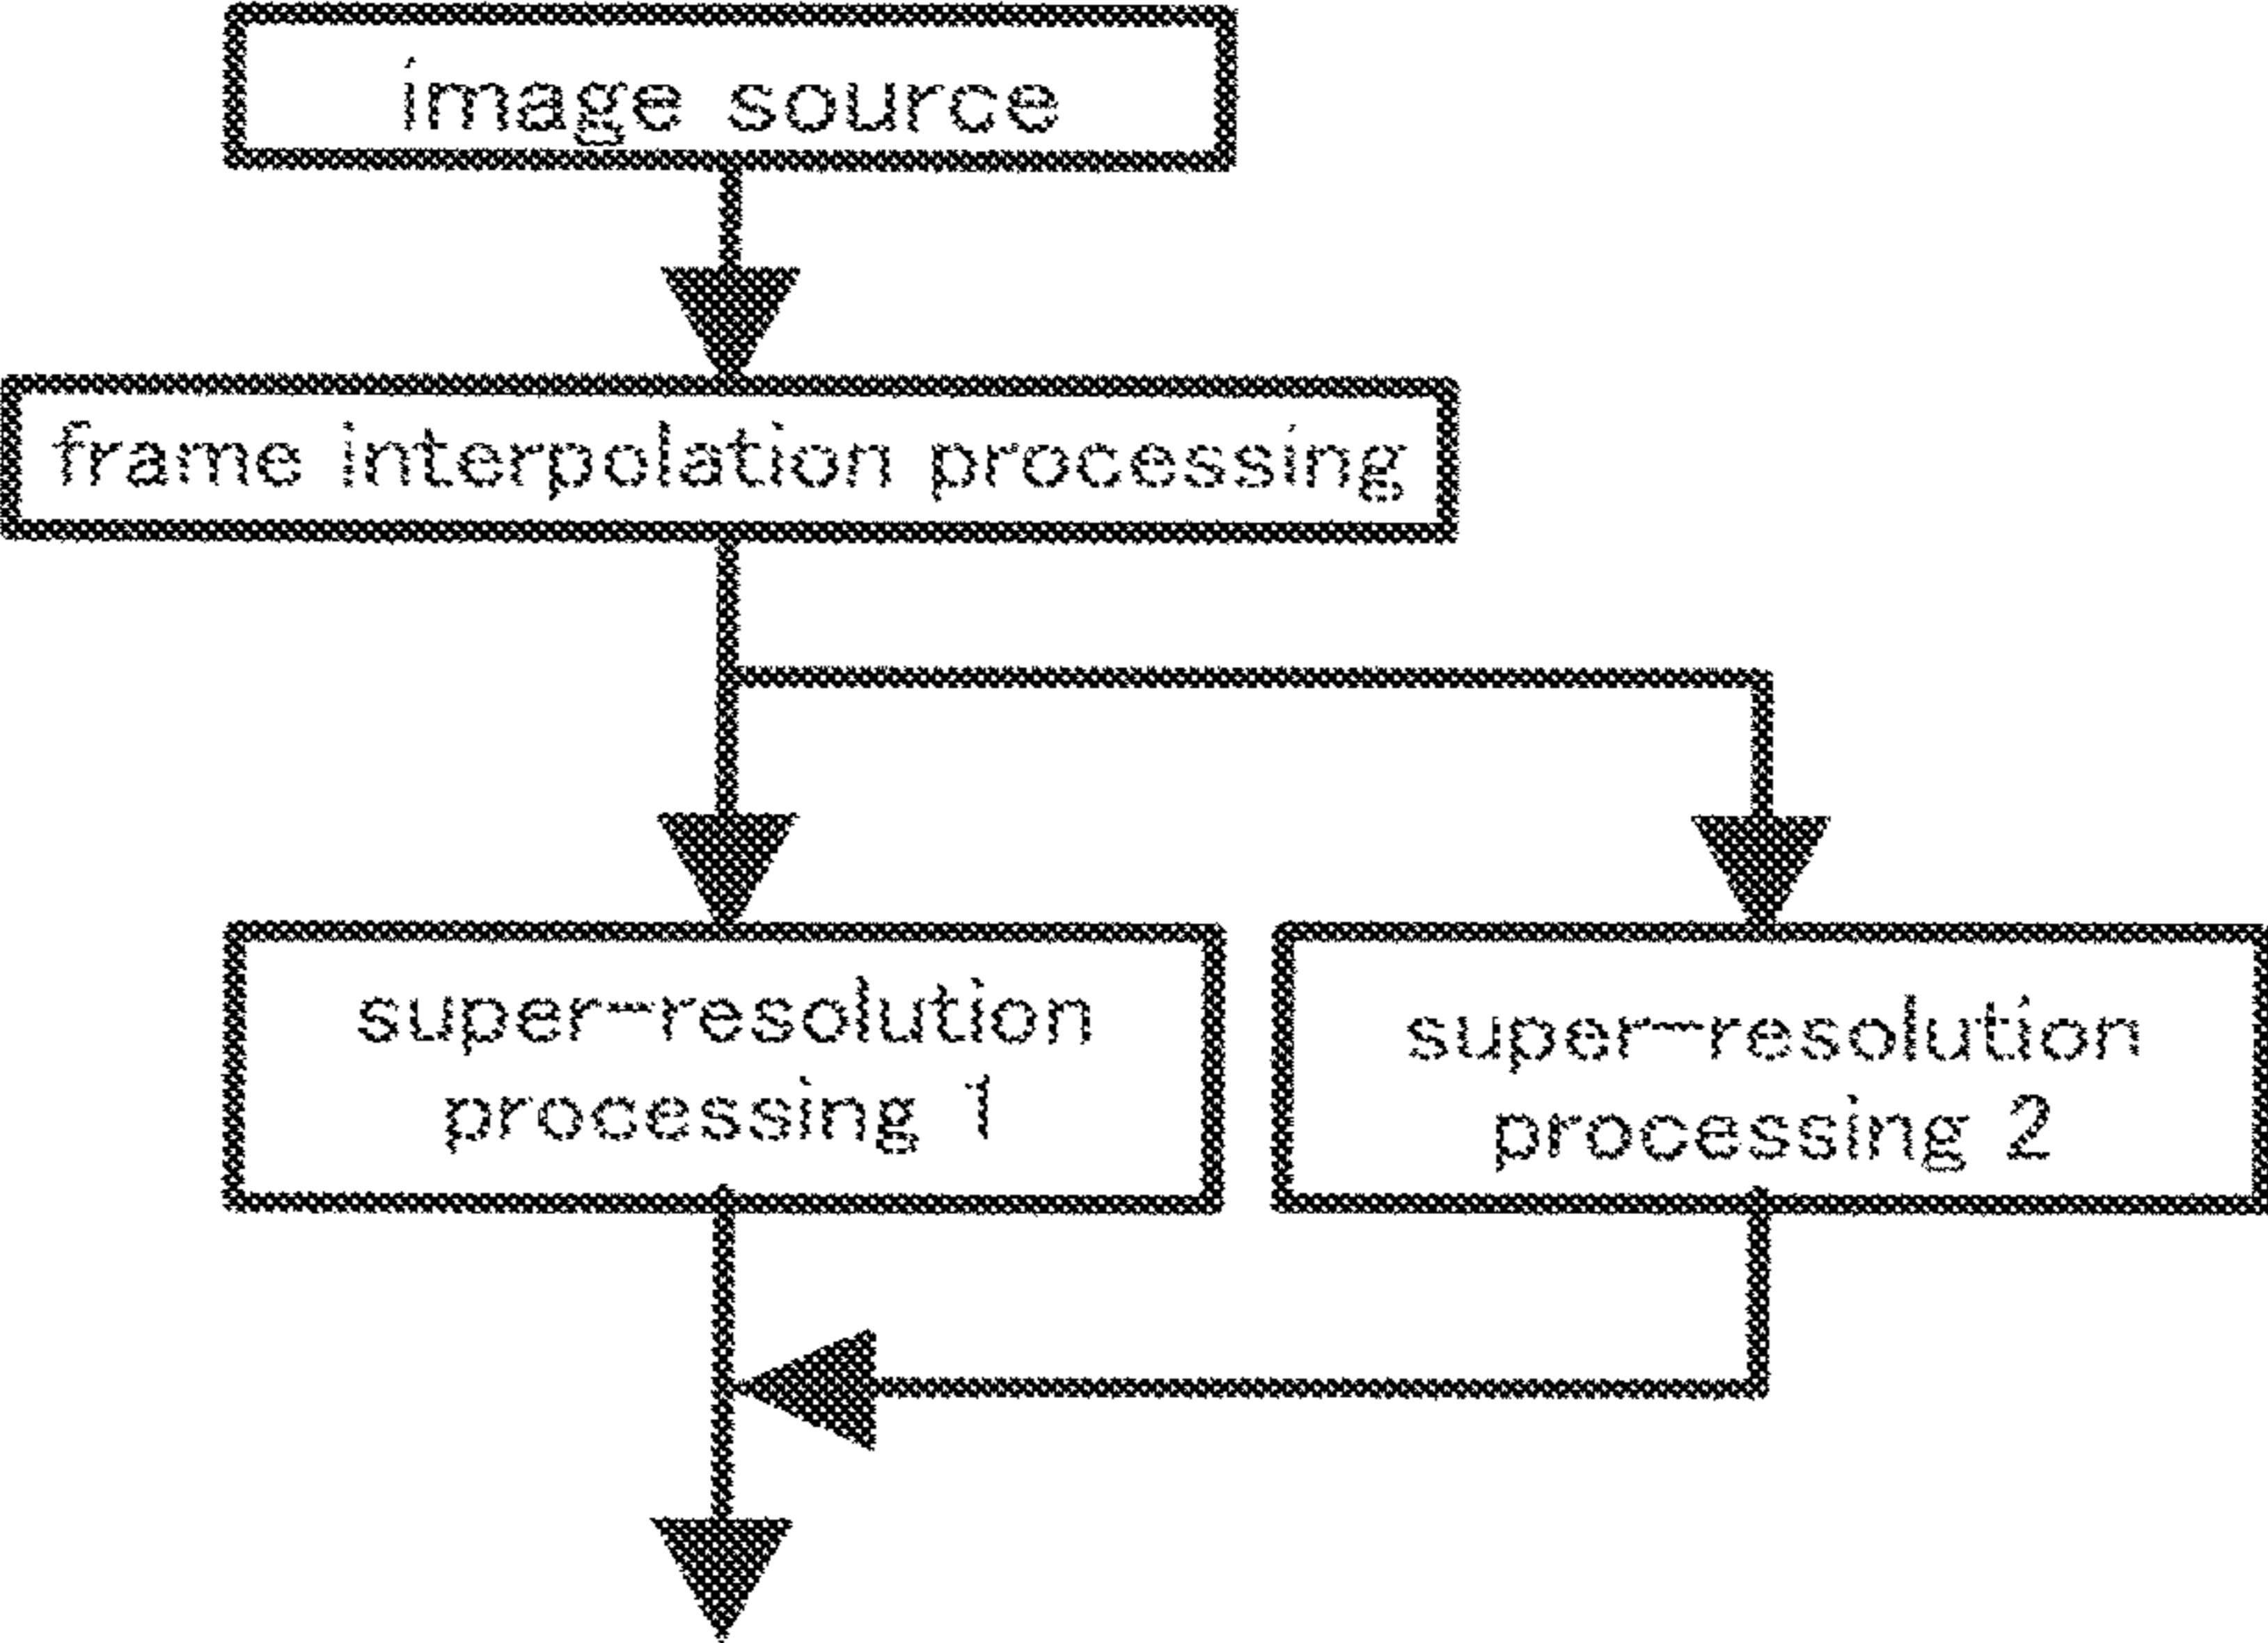 image source
frame interpolation processing
super-resolution
processing 1
super-resolution
processing 2